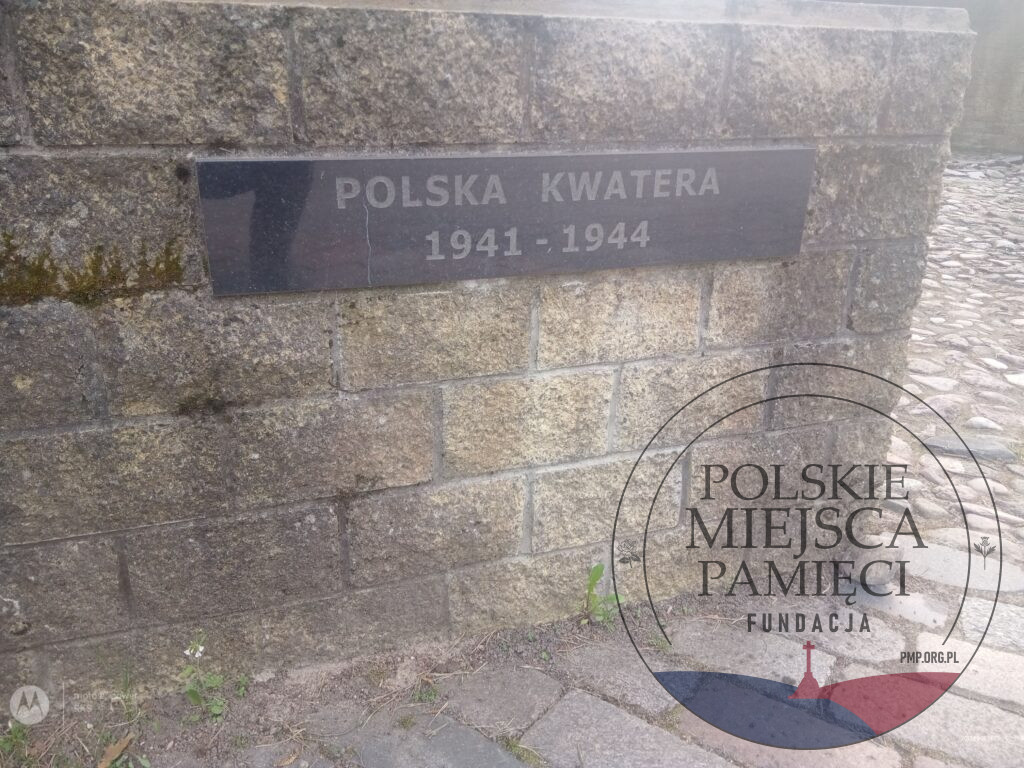 POLSKA KWATERA
1941 - 1944
POLSKIE
MIEJSCA
PAMIĘCI
FUNDACJA
PMP.ORG.PL